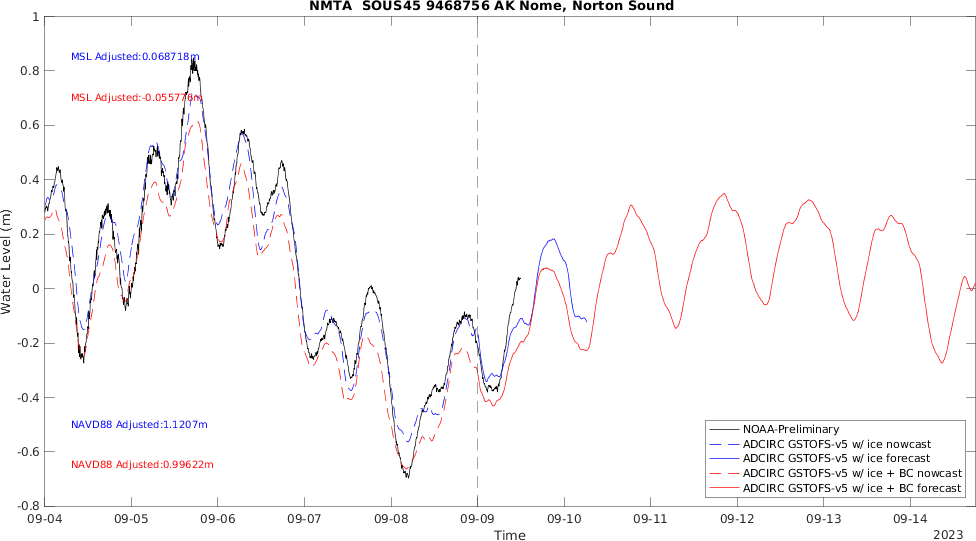 NMTA SOUS45 9468756 AK Nome, Norton Sound
1
0.8
0.6
0.4
0.2
0
-0.2
-0.4
-0.6
-0.8
Water Level (m)
MSL Adjusted:0.068718m
MSL Adjusted:-0.055776m
NAVD88 Adjusted:1.1207m
NAVD88 Adjusted:0.99622m
NOAA-Preliminary
ADCIRC GSTOFS-v5 w/ ice nowcast
ADCIRC GSTOFS-v5 w/ ice forecast
ADCIRC GSTOFS-v5 w/ ice + BC nowcast
ADCIRC GSTOFS-v5 w/ ice + BC forecast
09-04 09-05 09-06 09-07 09-08 09-09 09-10 09-11 09-12 09-13 09-14
Time
2023